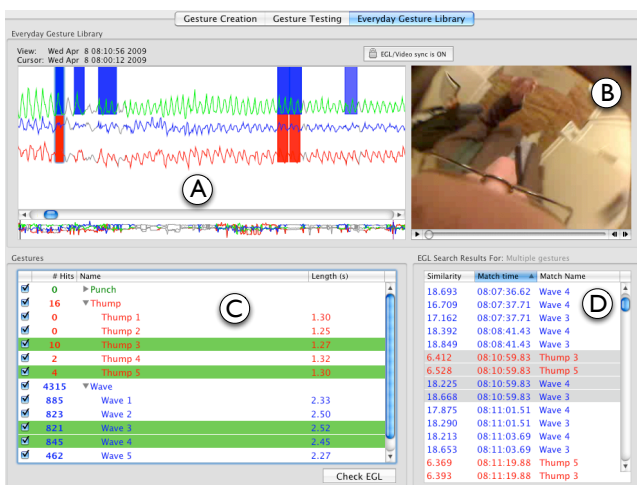 Gesture Creation Gesture Testing Everyday Gesture Library
Everyday Gesture Library
View: Wed Apr 8 08:10:56 2009
Cursor: Wed Apr 8 08:00:12 2009
EGL/Video sync is ON
A
B
Gestures
# Hits Name Length (s)
0 Punch
16 Thump
0 Thump 1 1.30
0 Thump 2 1.25
10 Thump 3 1.27
2 Thump 4 1.32
4 Thump 5 1.30
4315 Wave
885 Wave 1 2.33
823 Wave 2 2.50
821 Wave 3 2.52
845 Wave 4 2.45
462 Wave 5 2.27
C
Check EGL
EGL Search Results For: Multiple gestures
Similarity Match time Match Name
18.693 08:07:36.62 Wave 4
16.709 08:07:37.71 Wave 4
17.162 08:07:37.71 Wave 3
18.392 08:08:41.43 Wave 4
18.849 08:08:41.43 Wave 3
6.412 08:10:59.83 Thump 3
6.528 08:10:59.83 Thump 5
18.225 08:10:59.83 Wave 4
18.668 08:10:59.83 Wave 3
17.875 08:11:01.51 Wave 4
18.290 08:11:01.51 Wave 3
18.213 08:11:03.69 Wave 4
18.653 08:11:03.69 Wave 3
6.369 08:11:19.88 Thump 5
6.393 08:11:19.88 Thump 3
D